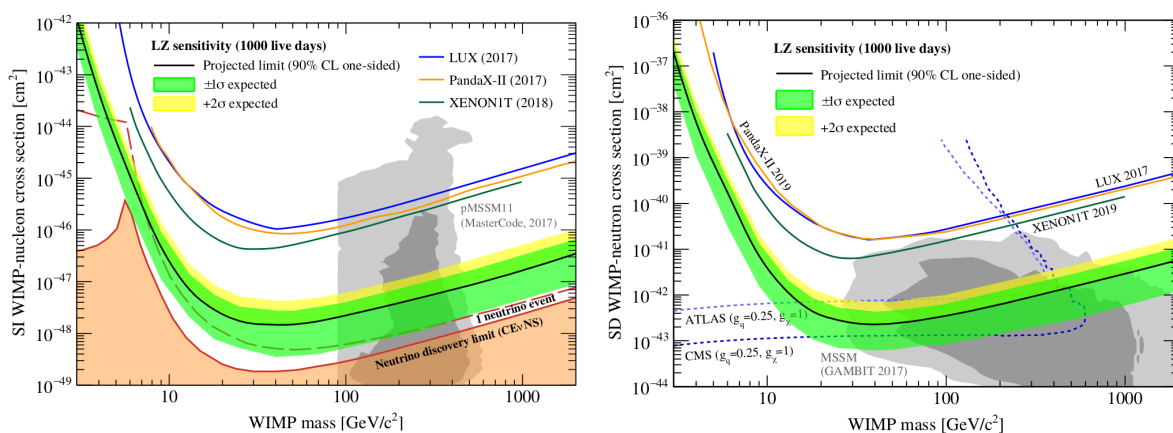 LZ sensitivity (1000 live days)
Projected limit (90% CL one-sided)
±1σ expected
+2σ expected
LUX (2017)
PandaX-II (2017)
XENON1T (2018)
pMSSM11
(MasterCode, 2017)
1 neutrino event
Neutrino discovery limit (CEνNS)
SI WIMP-nucleon cross section [cm²]
10⁻⁴²
10⁻⁴³
10⁻⁴⁴
10⁻⁴⁵
10⁻⁴⁶
10⁻⁴⁷
10⁻⁴⁸
10⁻⁴⁹
10
100
1000
WIMP mass [GeV/c²]
LZ sensitivity (1000 live days)
Projected limit (90% CL one-sided)
±1σ expected
+2σ expected
PandaX-II 2019
LUX 2017
XENON1T 2019
ATLAS (g_q=0.25, g_χ=1)
CMS (g_q=0.25, g_χ=1)
MSSM
(GAMBIT 2017)
SD WIMP-neutron cross section [cm²]
10⁻³⁶
10⁻³⁷
10⁻³⁸
10⁻³⁹
10⁻⁴⁰
10⁻⁴¹
10⁻⁴²
10⁻⁴³
10⁻⁴⁴
10
100
1000
WIMP mass [GeV/c²]